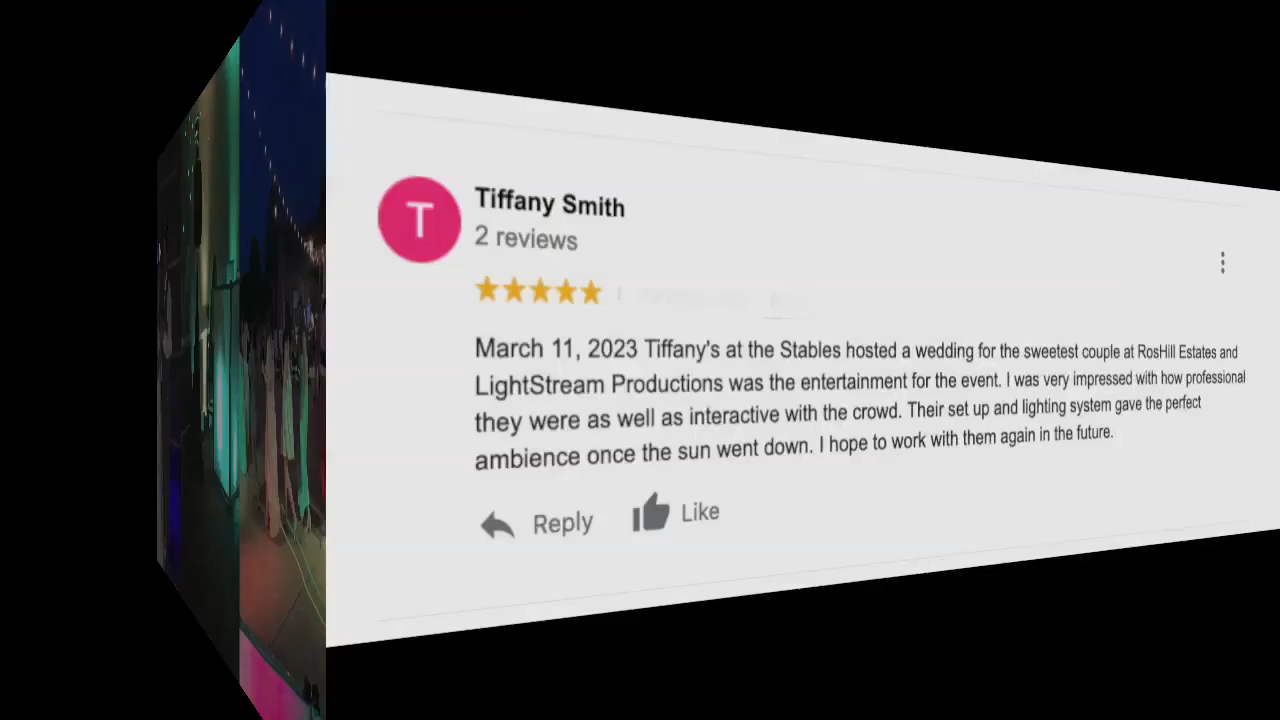 T
Tiffany Smith
2 reviews
March 11, 2023 Tiffany's at the Stables hosted a wedding for the sweetest couple at RosHill Estates and
LightStream Productions was the entertainment for the event. I was very impressed with how professional
they were as well as interactive with the crowd. Their set up and lighting system gave the perfect
ambience once the sun went down. I hope to work with them again in the future.
Reply Like